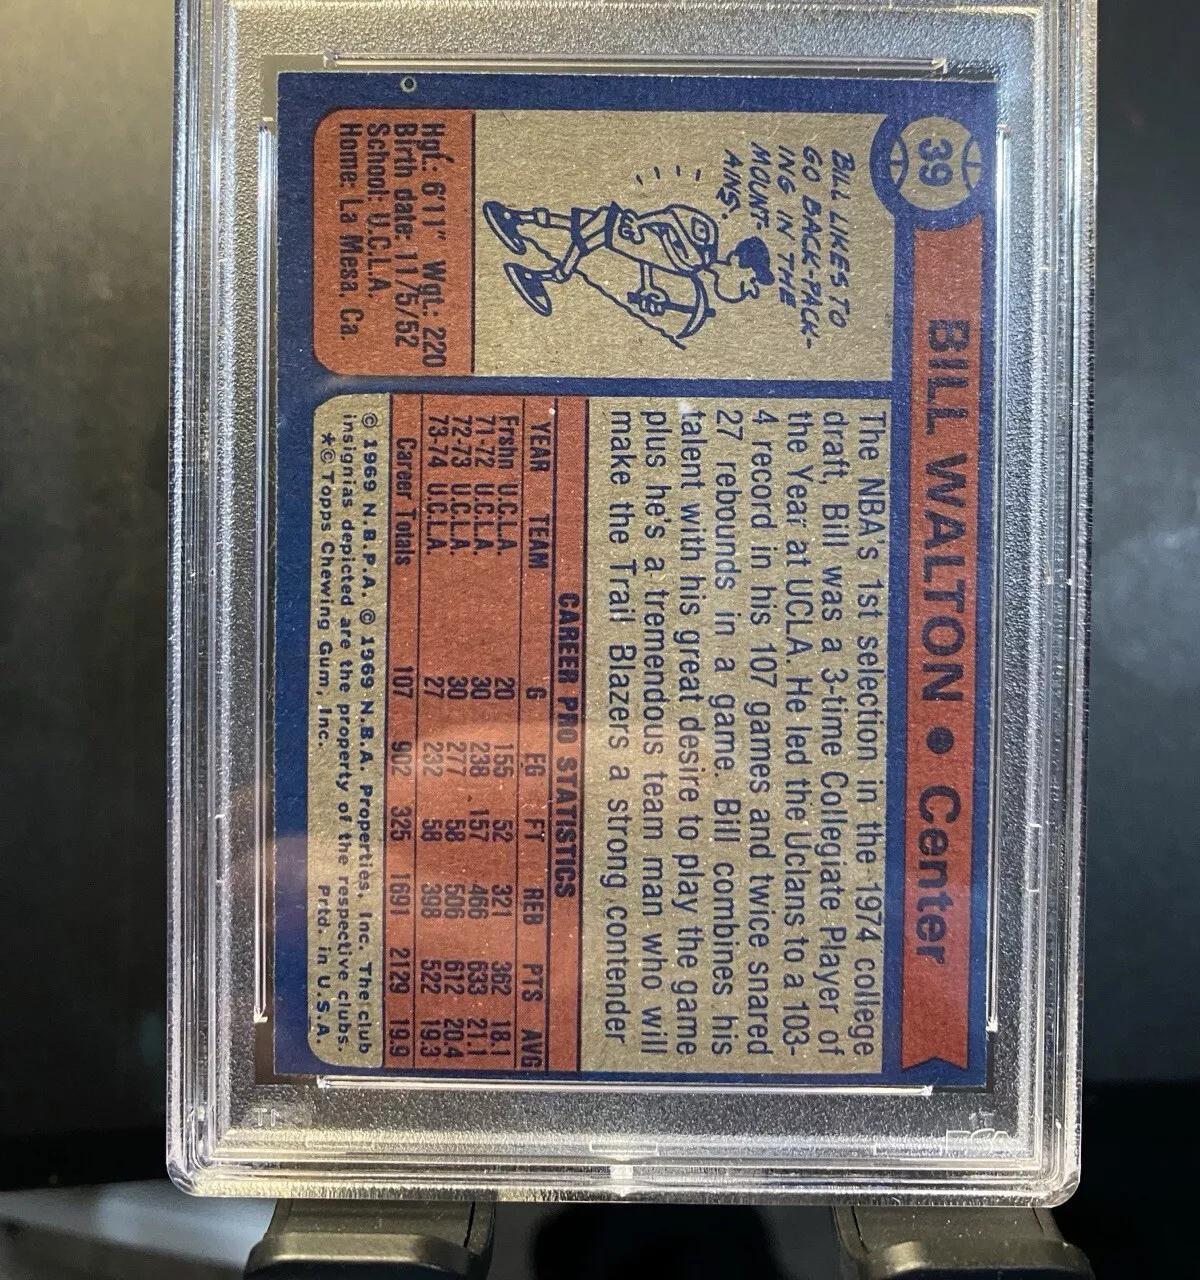 39
BILL WALTON • Center
BILL LIKES TO
GO BACK-PACK-
ING IN THE
MOUNT-
AINS.
Hgt.: 6'11" Wgt.: 220
Birth date: 11/5/52
School: U.C.L.A.
Home: La Mesa, Ca.
The NBA's 1st selection in the 1974 college
draft, Bill was a 3-time Collegiate Player of
the Year at UCLA. He led the Uclans to a 103-
4 record in his 107 games and twice snared
27 rebounds in a game. Bill combines his
talent with his great desire to play the game
plus he's a tremendous team man who will
make the Trail Blazers a strong contender
CAREER PRO STATISTICS
YEAR TEAM G FG FT REB PTS AVG
Frshn U.C.L.A. 20 155 52 321 362 18.1
71-72 U.C.L.A. 30 238 157 466 633 21.1
72-73 U.C.L.A. 30 277 58 506 612 20.4
73-74 U.C.L.A. 27 232 58 398 522 19.3
Career Totals 107 902 325 1691 2129 19.9
© 1969 N.B.P.A. © 1969 N.B.A. Properties, Inc. The club
insignias depicted are the property of the respective clubs.
★© Topps Chewing Gum, Inc. Prtd. in U.S.A.